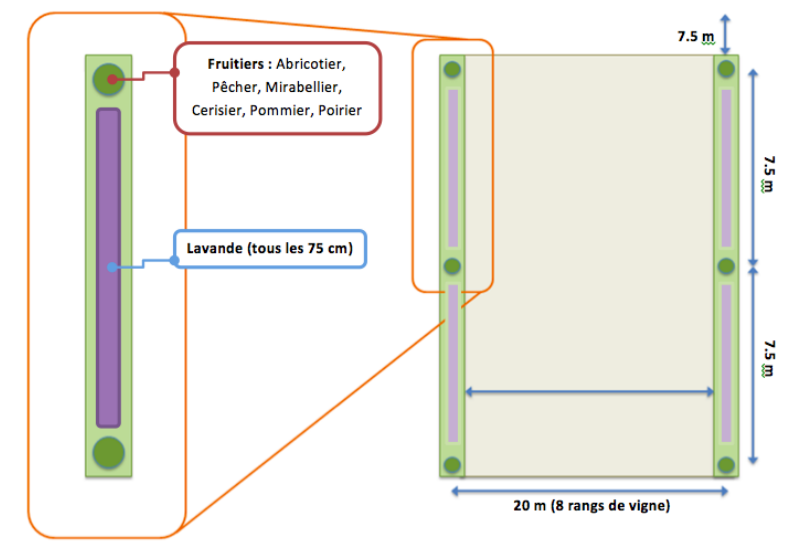 7.5 m
Fruitiers : Abricotier,
Pêcher, Mirabellier,
Cerisier, Pommier, Poirier
7.5 m
Lavande (tous les 75 cm)
7.5 m
20 m (8 rangs de vigne)